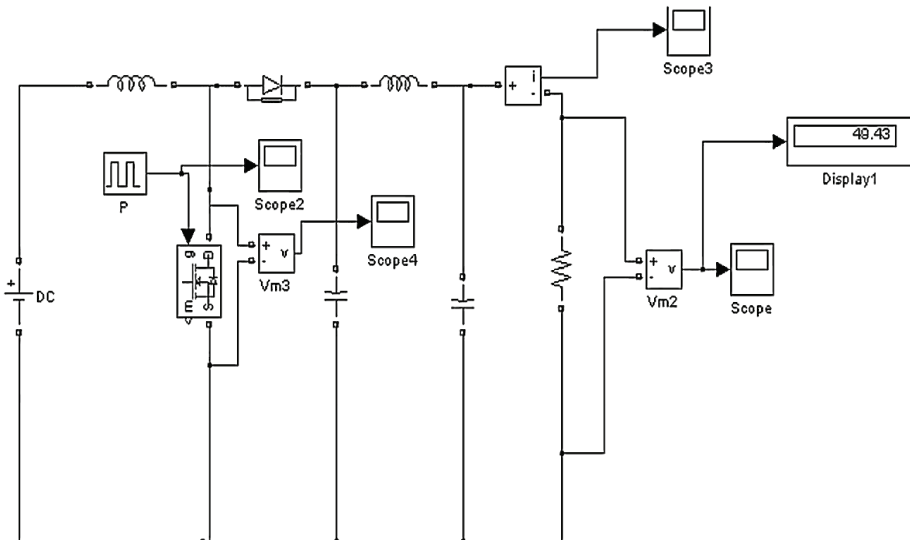 i
+
-
Scope3
49.43
Display1
P
Scope2
Scope4
g
D
m
S
+
-
v
Vm3
+
DC
+
-
v
Vm2
Scope